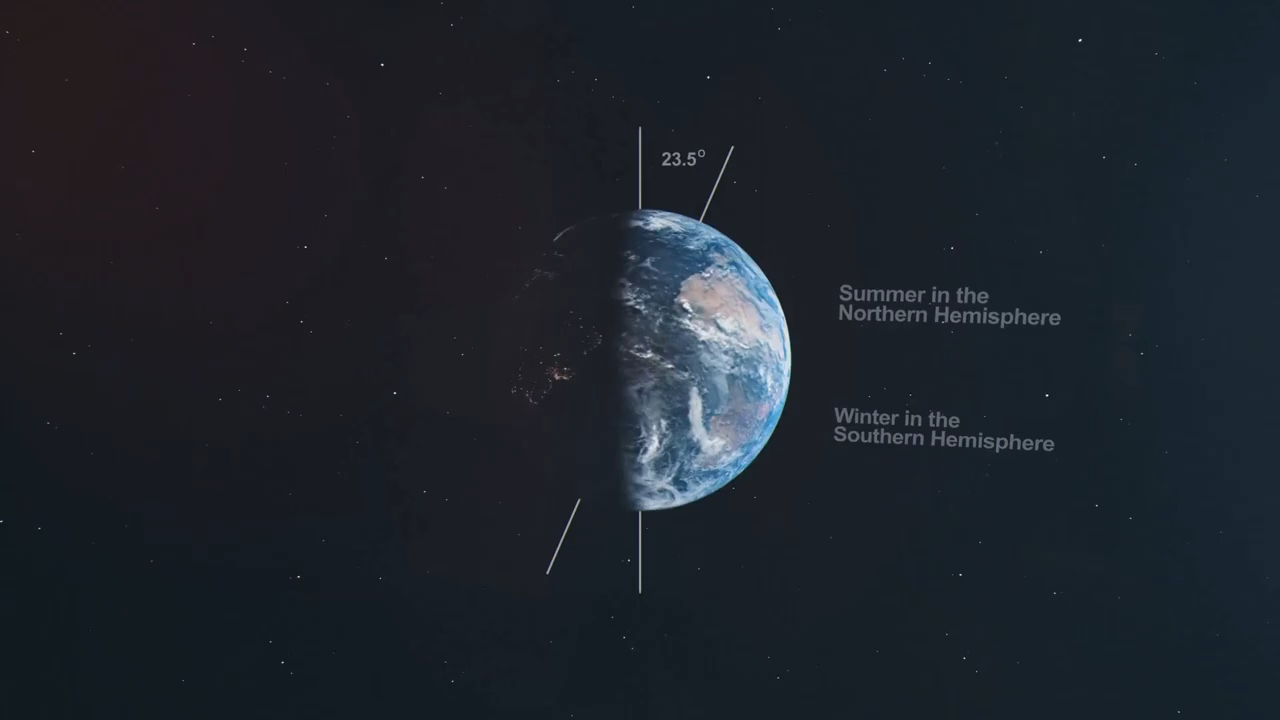 23.5°
Summer in the
Northern Hemisphere
Winter in the
Southern Hemisphere